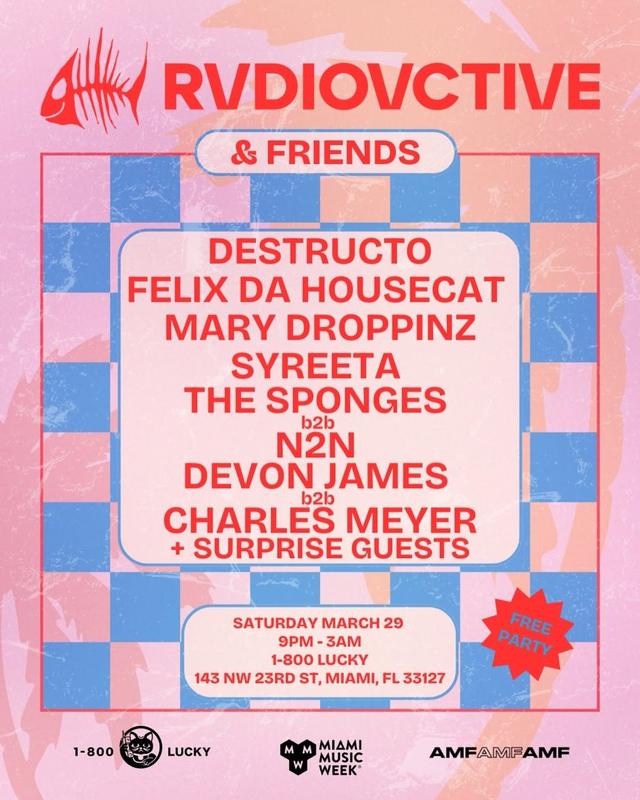 RVDIOVCTIVE
& FRIENDS
DESTRUCTO
FELIX DA HOUSECAT
MARY DROPPINZ
SYREETA
THE SPONGES
b2b
N2N
DEVON JAMES
b2b
CHARLES MEYER
+ SURPRISE GUESTS
SATURDAY MARCH 29
9PM - 3AM
1-800 LUCKY
143 NW 23RD ST, MIAMI, FL 33127
FREE
PARTY
1-800 LUCKY
M M
W
MIAMI
MUSIC
WEEK
AMFAMFAMF